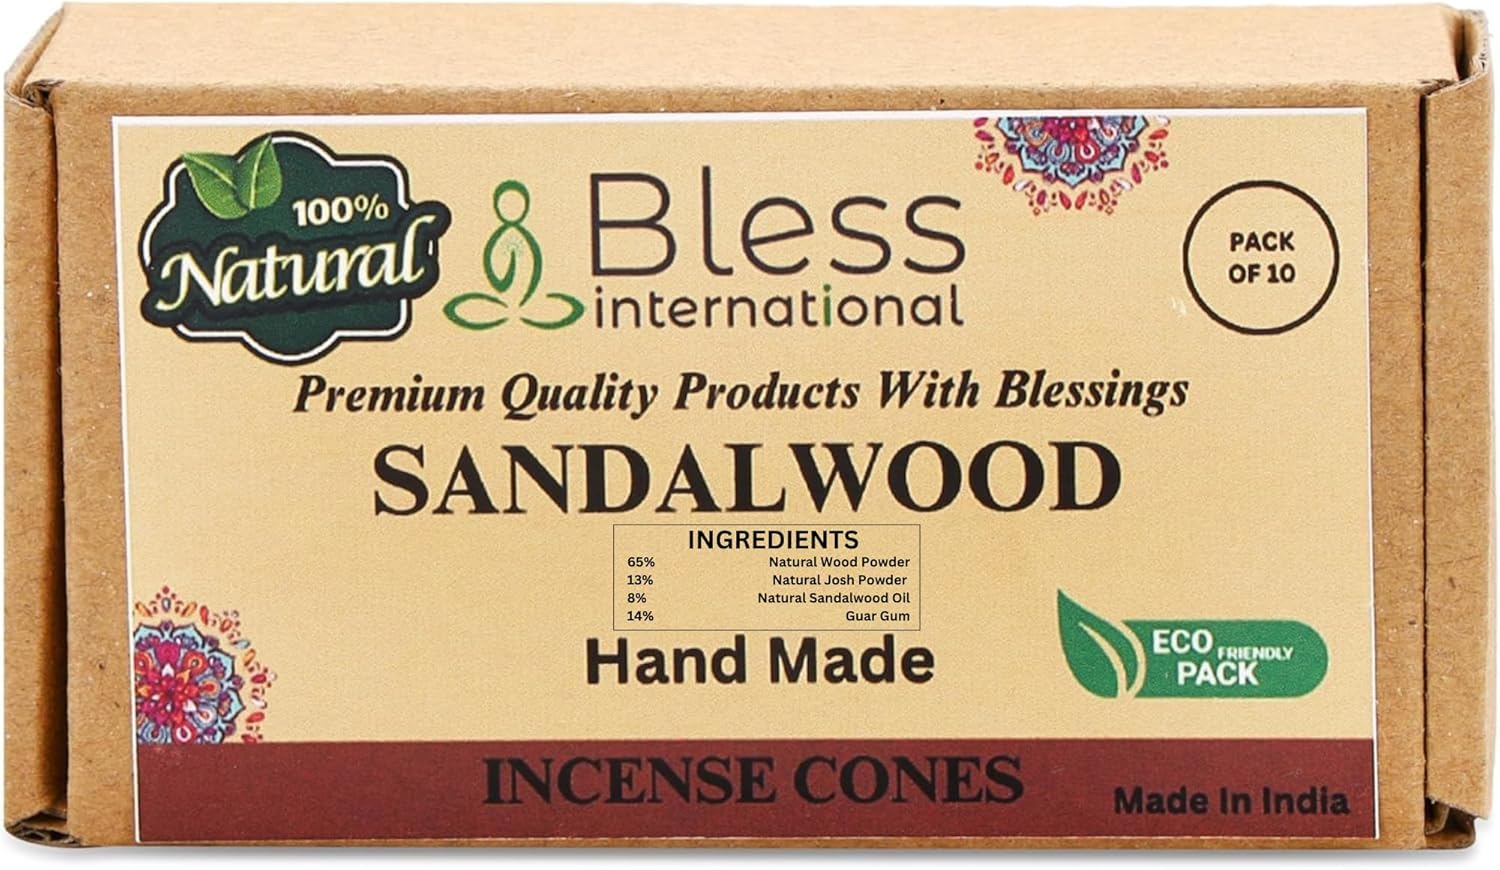 100%
Natural
Bless
international
PACK
OF 10
Premium Quality Products With Blessings
SANDALWOOD
INGREDIENTS
65% Natural Wood Powder
13% Natural Josh Powder
8% Natural Sandalwood Oil
14% Guar Gum
Hand Made
ECO FRIENDLY
PACK
INCENSE CONES
Made In India